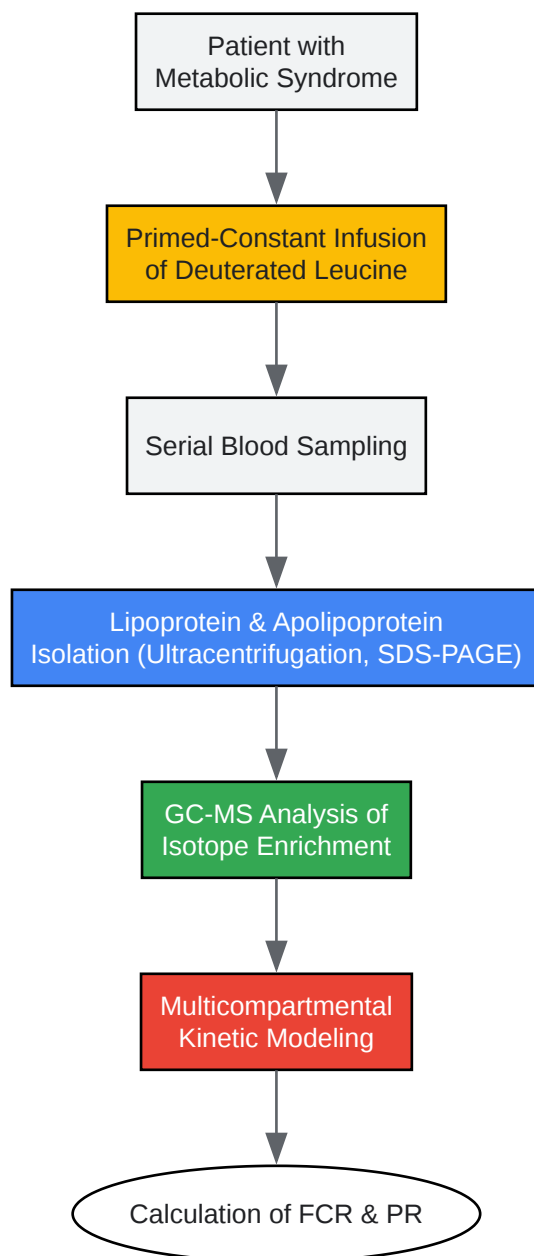 Patient with
Metabolic Syndrome
Primed-Constant Infusion
of Deuterated Leucine
Serial Blood Sampling
Lipoprotein & Apolipoprotein
Isolation (Ultracentrifugation, SDS-PAGE)
GC-MS Analysis of
Isotope Enrichment
Multicompartmental
Kinetic Modeling
Calculation of FCR & PR